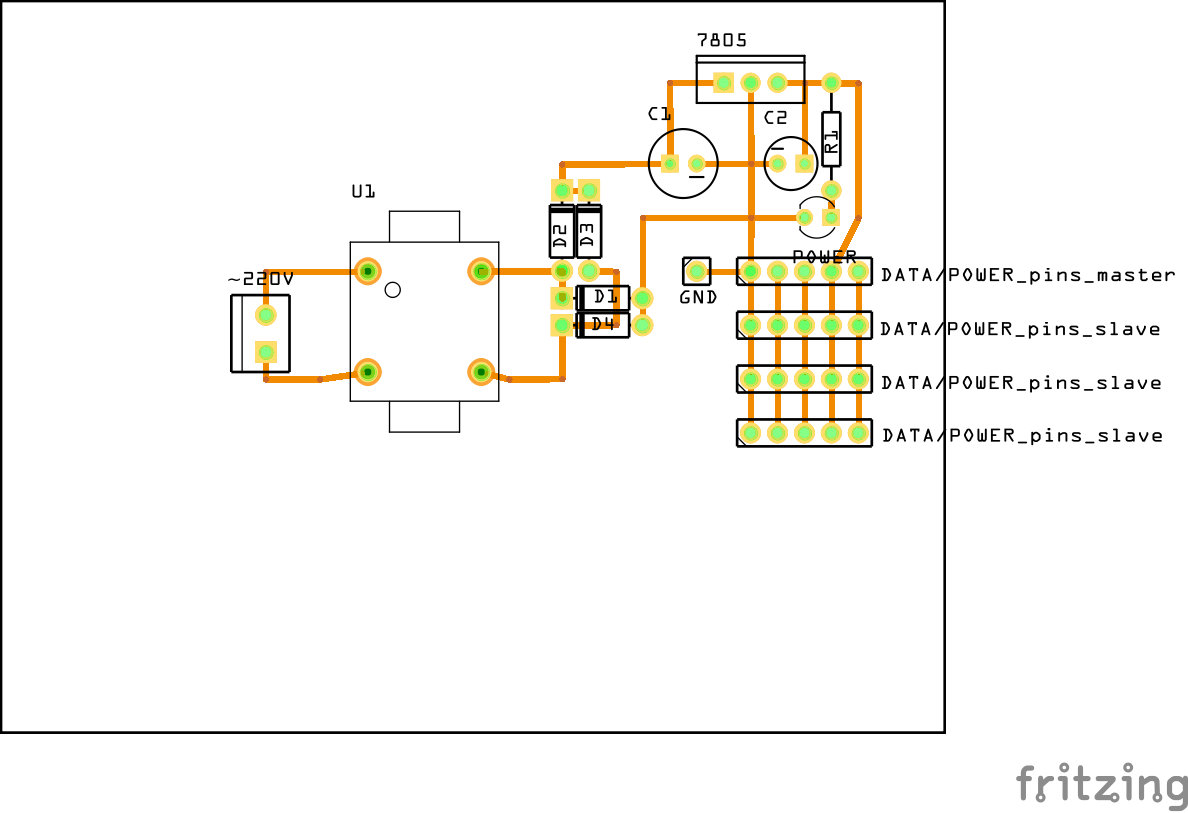 7805
C1
C2
R1
U1
D2
D3
POWER
~220V
DATA/POWER_pins_master
D1
GND
D4
DATA/POWER_pins_slave
DATA/POWER_pins_slave
DATA/POWER_pins_slave
fritzing